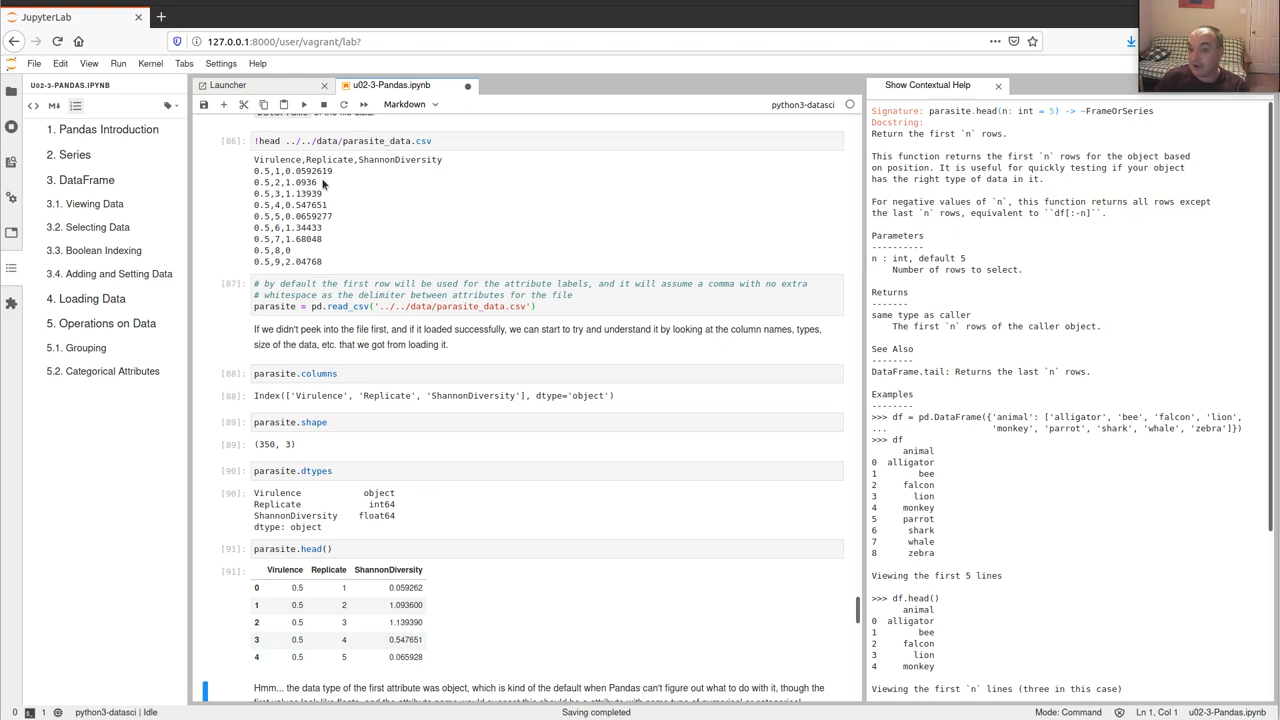 JupyterLab
127.0.0.1:8000/user/vagrant/lab?
File Edit View Run Kernel Tabs Settings Help
U02-3-PANDAS.IPYNB
1. Pandas Introduction
2. Series
3. DataFrame
3.1. Viewing Data
3.2. Selecting Data
3.3. Boolean Indexing
3.4. Adding and Setting Data
4. Loading Data
5. Operations on Data
5.1. Grouping
5.2. Categorical Attributes
Launcher
u02-3-Pandas.ipynb
Markdown
python3-datasci
[86]: !head ../../data/parasite_data.csv
Virulence,Replicate,ShannonDiversity
0.5,1,0.0592619
0.5,2,1.0936
0.5,3,1.13939
0.5,4,0.547651
0.5,5,0.0659277
0.5,6,1.34433
0.5,7,1.68048
0.5,8,0
0.5,9,2.04768
[87]: # by default the first row will be used for the attribute labels, and it will assume a comma with no extra
# whitespace as the delimiter between attributes for the file
parasite = pd.read_csv('../../data/parasite_data.csv')
If we didn't peek into the file first, and if it loaded successfully, we can start to try and understand it by looking at the column names, types,
size of the data, etc. that we got from loading it.
[88]: parasite.columns
[88]: Index(['Virulence', 'Replicate', 'ShannonDiversity'], dtype='object')
[89]: parasite.shape
[89]: (350, 3)
[90]: parasite.dtypes
[90]: Virulence object
Replicate int64
ShannonDiversity float64
dtype: object
[91]: parasite.head()
[91]: Virulence Replicate ShannonDiversity
0 0.5 1 0.059262
1 0.5 2 1.093600
2 0.5 3 1.139390
3 0.5 4 0.547651
4 0.5 5 0.065928
Hmm... the data type of the first attribute was object, which is kind of the default when Pandas can't figure out what to do with it, though the
Show Contextual Help
Signature: parasite.head(n: int = 5) -> ~FrameOrSeries
Docstring:
Return the first `n` rows.
This function returns the first `n` rows for the object based
on position. It is useful for quickly testing if your object
has the right type of data in it.
For negative values of `n`, this function returns all rows except
the last `n` rows, equivalent to ``df[:-n]``.
Parameters
----------
n : int, default 5
Number of rows to select.
Returns
-------
same type as caller
The first `n` rows of the caller object.
See Also
--------
DataFrame.tail: Returns the last `n` rows.
Examples
--------
>>> df = pd.DataFrame({'animal': ['alligator', 'bee', 'falcon', 'lion',
... 'monkey', 'parrot', 'shark', 'whale', 'zebra']})
>>> df
animal
0 alligator
1 bee
2 falcon
3 lion
4 monkey
5 parrot
6 shark
7 whale
8 zebra
Viewing the first 5 lines
>>> df.head()
animal
0 alligator
1 bee
2 falcon
3 lion
4 monkey
Viewing the first `n` lines (three in this case)
0 1 python3-datasci | Idle
Saving completed
Mode: Command
Ln 1, Col 1
u02-3-Pandas.ipynb